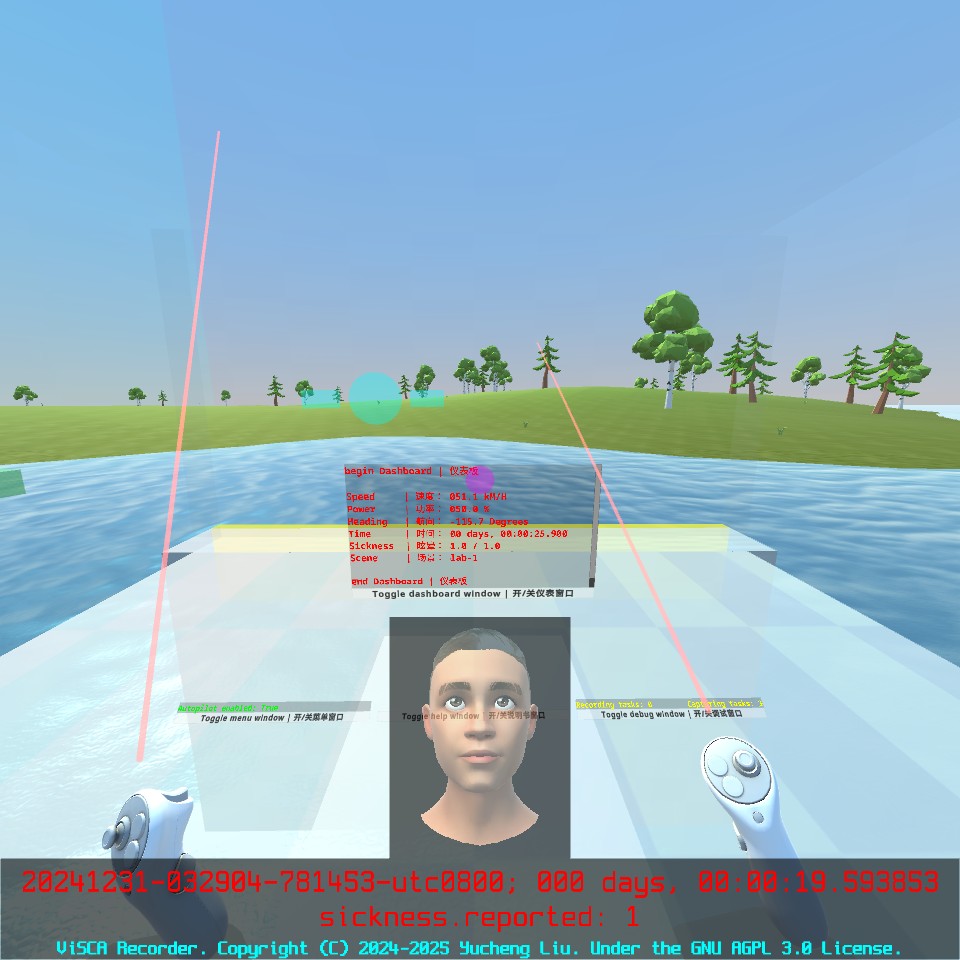 begin Dashboard | 仪表板
Speed | 速度： 051.1 kM/H
Power | 功率： 050.0 %
Heading | 朝向： -115.7 Degrees
Time | 时间： 00 days, 00:00:25.900
Sickness | 眩晕： 1.0 / 1.0
Scene | 场景： lab-1
end Dashboard | 仪表板
Toggle dashboard window | 开/关仪表窗口
Autopilot enabled: True
Toggle menu window | 开/关菜单窗口
Toggle help window | 开/关说明书窗口
Recording tasks: 0 Capturing tasks: 3
Toggle debug window | 开/关调试窗口
20241231-032904-781453-utc0800; 000 days, 00:00:19.593853
sickness.reported: 1
ViSCA Recorder. Copyright (C) 2024-2025 Yucheng Liu. Under the GNU AGPL 3.0 License.